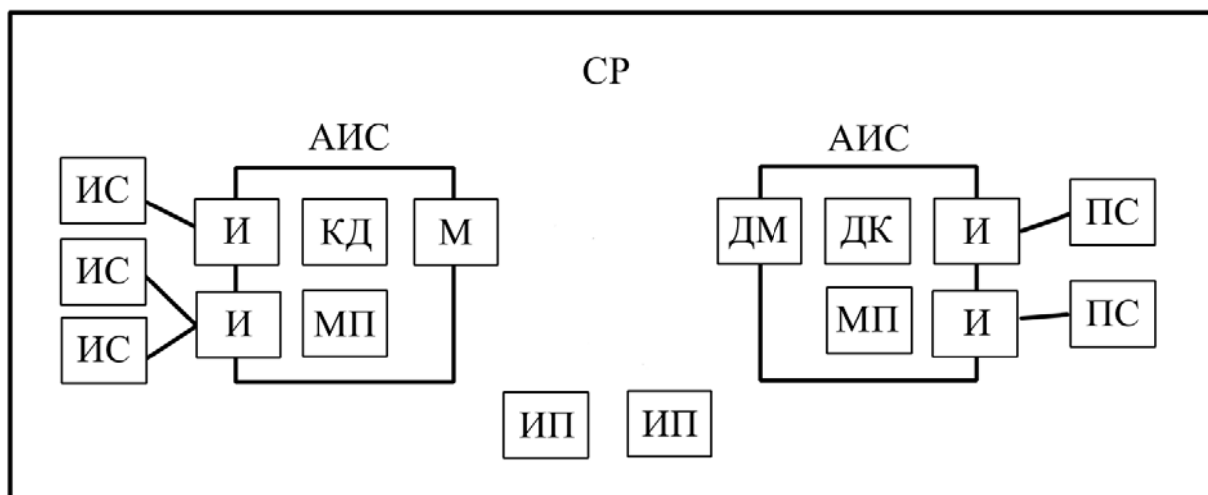 СР
АИС АИС
ИС И КД М ДМ ДК И ПС
ИС И МП МП И ПС
ИС
ИП ИП